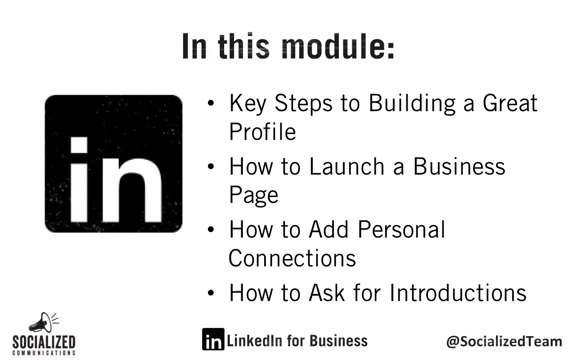 In this module:
in
• Key Steps to Building a Great
Profile
• How to Launch a Business
Page
• How to Add Personal
Connections
• How to Ask for Introductions
SOCIALIZED
COMMUNICATIONS
in LinkedIn for Business
@SocializedTeam